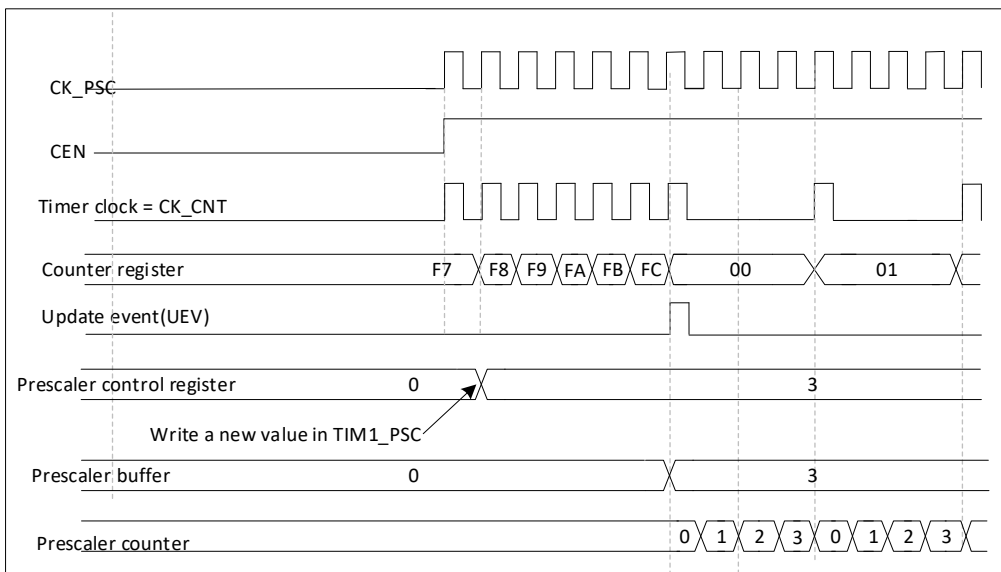 CK_PSC
CEN
Timer clock = CK_CNT
Counter register F7 F8 F9 FA FB FC 00 01
Update event(UEV)
Prescaler control register 0 3
Write a new value in TIM1_PSC
Prescaler buffer 0 3
Prescaler counter 0 1 2 3 0 1 2 3